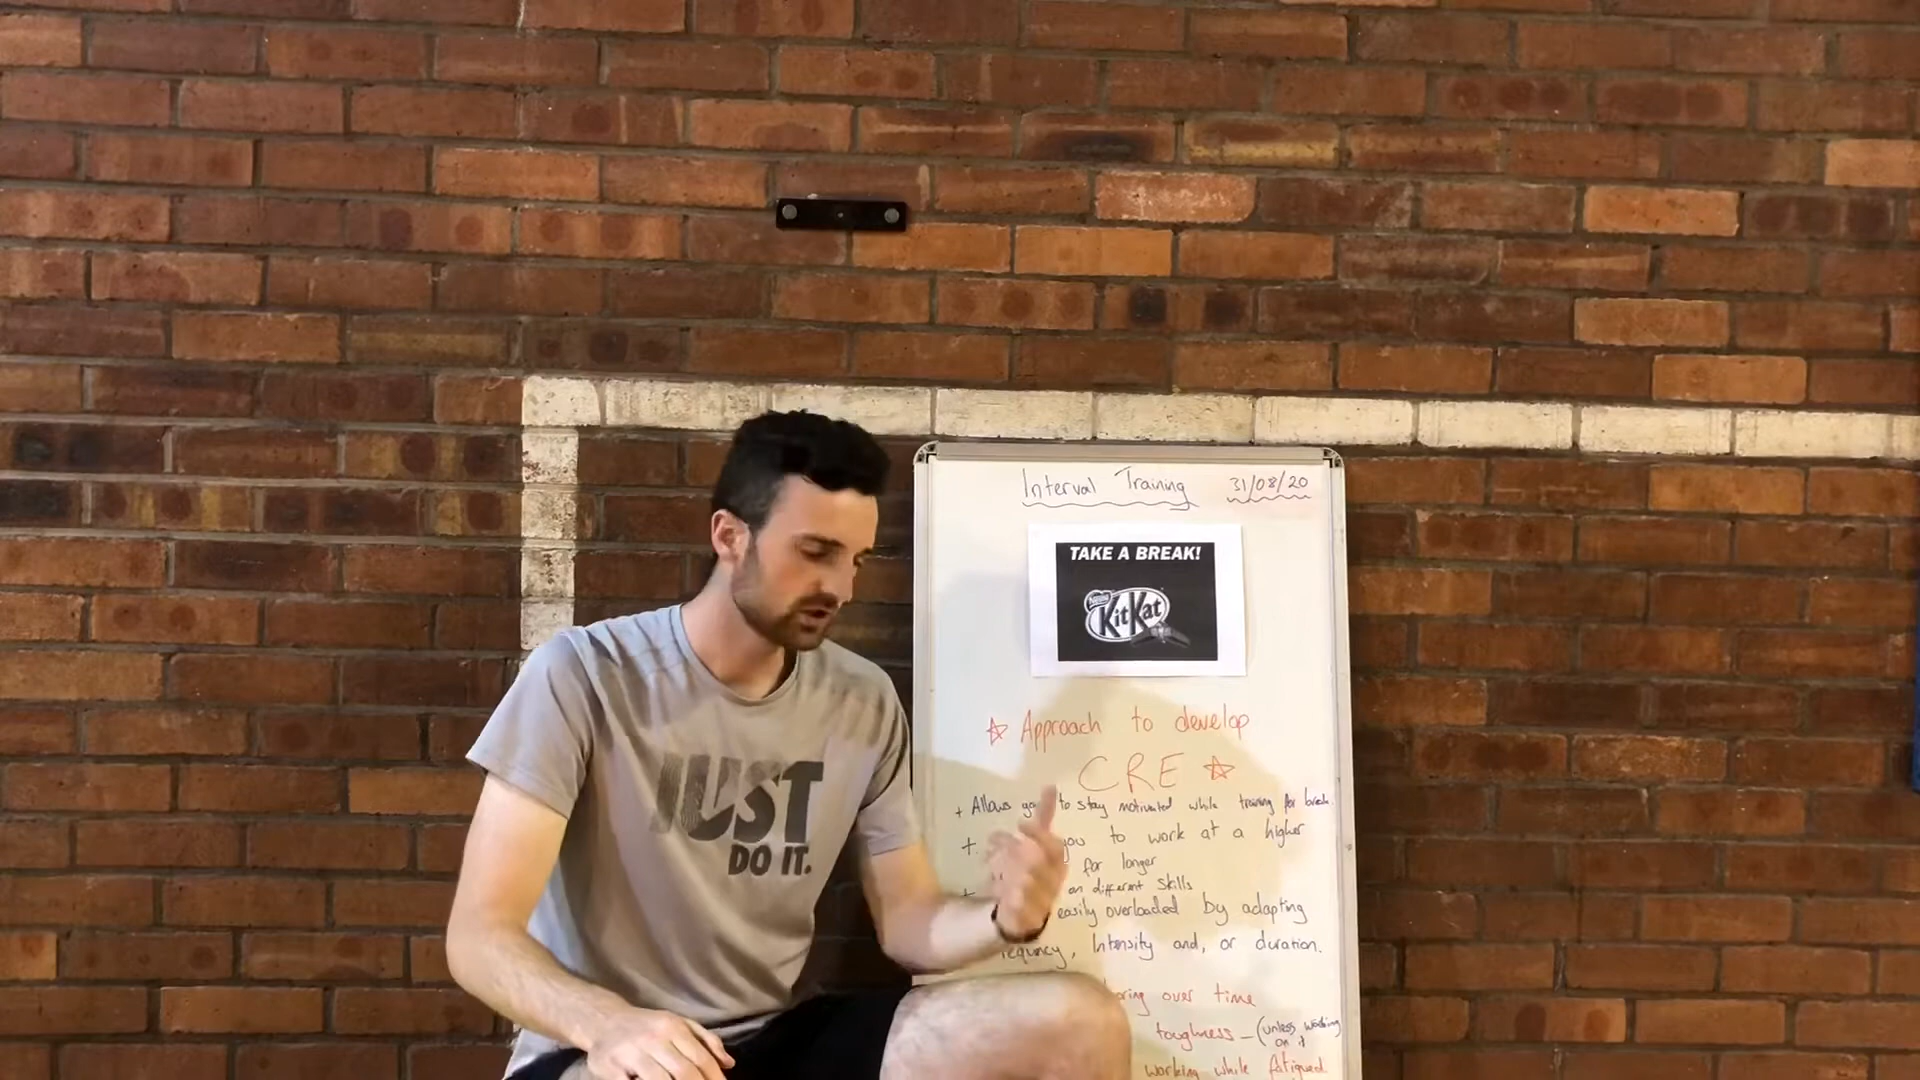 Interval Training 31/08/20
TAKE A BREAK!
Nestlé
KitKat
Approach to develop
CRE
+ Allows you to stay motivated while training for break.
JUST
DO IT.
+ you to work at a higher
for longer
+ on different skills
easily overloaded by adapting
Intensity and, or duration.
over time
toughness – (unless working
on it
working while fatigued